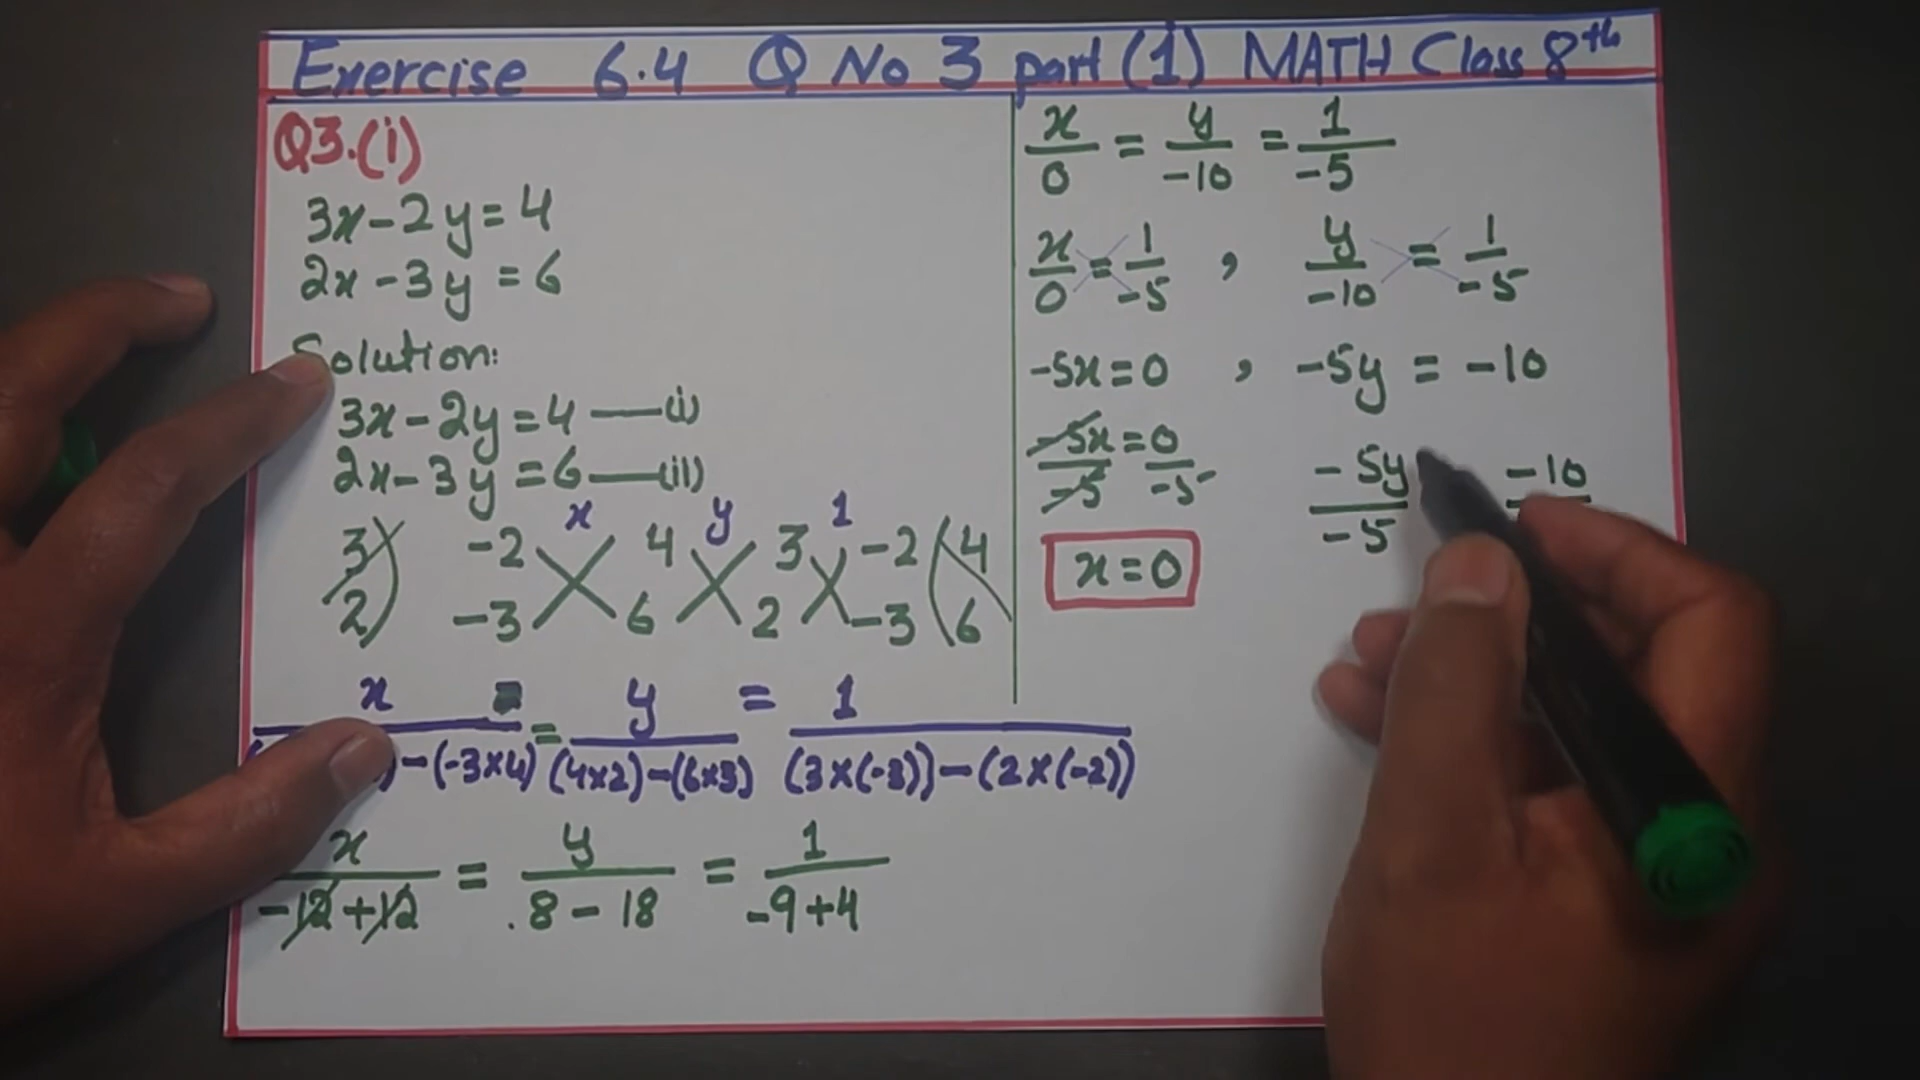 Exercise 6.4 Q No 3 part (1) MATH Class 8th
Q3.(i)
3x-2y=4
2x-3y=6
Solution:
3x-2y=4 —(i)
2x-3y=6 —(ii)
x y 1
3 -2 4 3 -2 4
2 -3 6 2 -3 6
x = = y = 1
)-(-3×4) (4×2)-(6×3) (3×(-3))-(2×(-2))
x/-12+12 = y/8-18 = 1/-9+4
x/0 = y/-10 = 1/-5
x/0 = 1/-5 , y/-10 = 1/-5
-5x=0 , -5y = -10
-5x/-5 = 0/-5 -5y/-5 -10
x=0